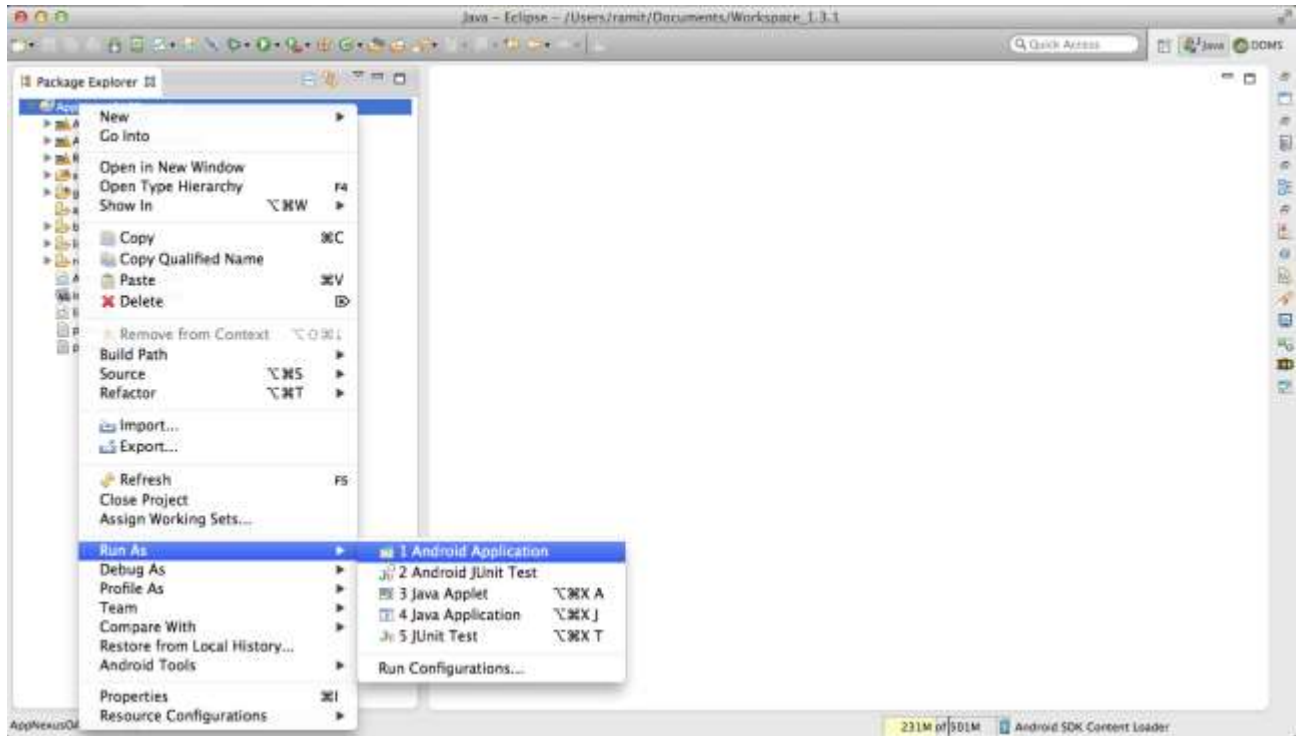 Java – Eclipse – /Users/ramit/Documents/Workspace_1.3.1
Quick Access
Java
DDMS
Package Explorer
App
New
Go Into
Open in New Window
Open Type Hierarchy F4
Show In ⌥⌘W
Copy ⌘C
Copy Qualified Name
Paste ⌘V
Delete ⌦
Remove from Context ⌥⇧⌘↓
Build Path
Source ⌥⌘S
Refactor ⌥⌘T
Import...
Export...
Refresh F5
Close Project
Assign Working Sets...
Run As
Debug As
Profile As
Team
Compare With
Restore from Local History...
Android Tools
Properties ⌘I
Resource Configurations
1 Android Application
2 Android JUnit Test
3 Java Applet ⌥⌘X A
4 Java Application ⌥⌘X J
5 JUnit Test ⌥⌘X T
Run Configurations...
AppNexusOA
231M of 501M
Android SDK Content Loader